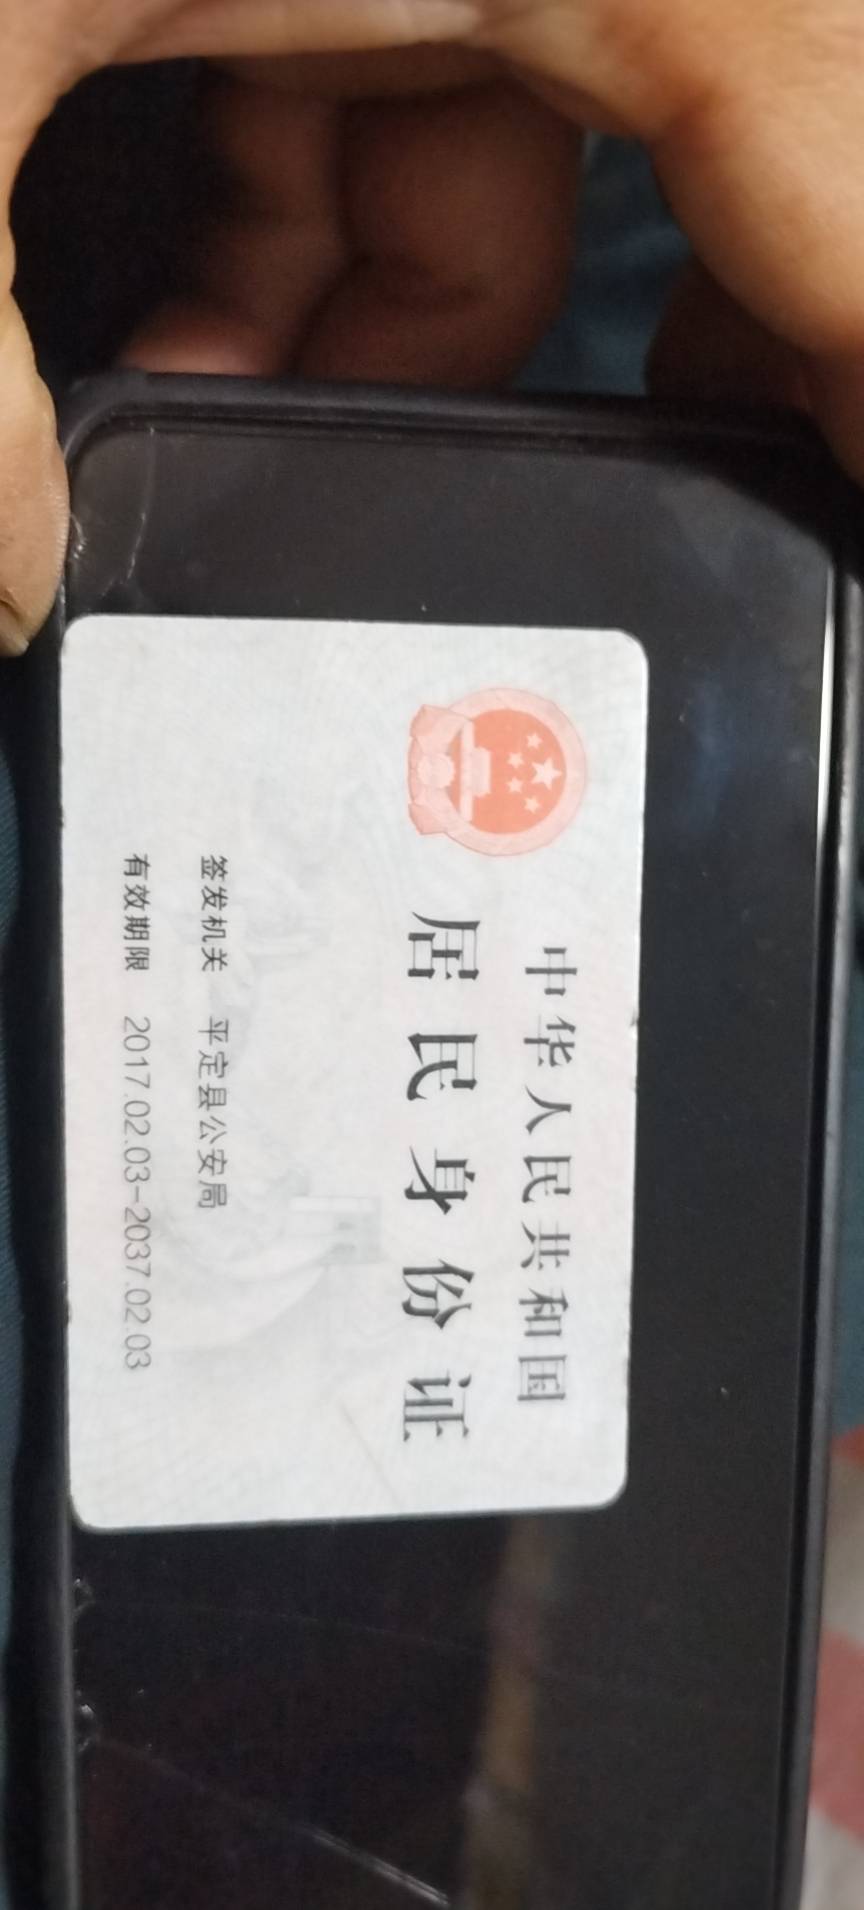 中华人民共和国
居民身份证
签发机关 平定县公安局
有效期限 2017.02.03-2037.02.03